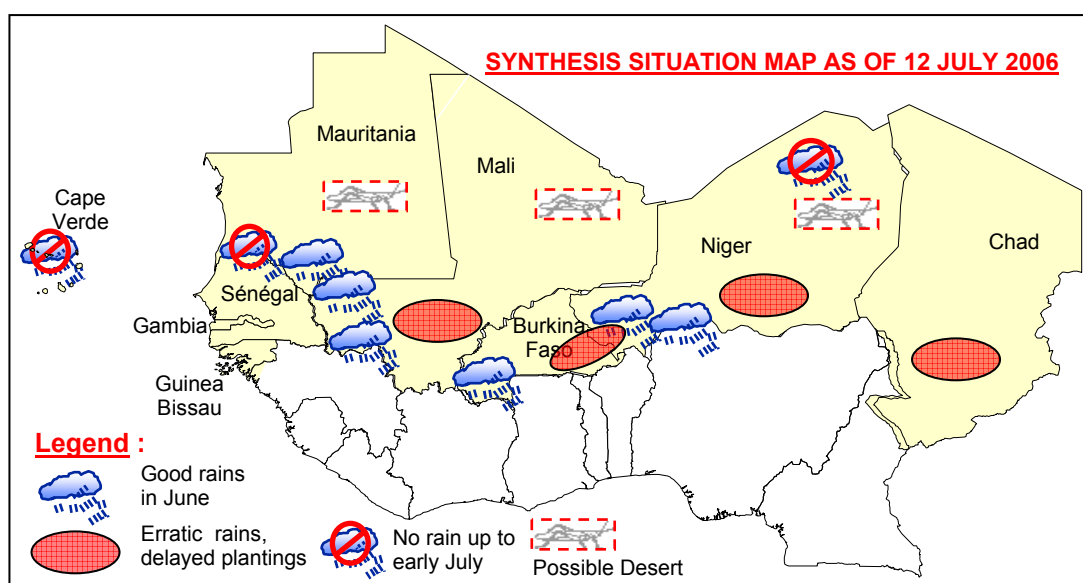 SYNTHESIS SITUATION MAP AS OF 12 JULY 2006
Mauritania
Mali
Cape
Verde
Niger
Chad
Sénégal
Gambia
Burkina
Faso
Guinea
Bissau
Legend :
Good rains
in June
Erratic rains,
delayed plantings
No rain up to
early July
Possible Desert